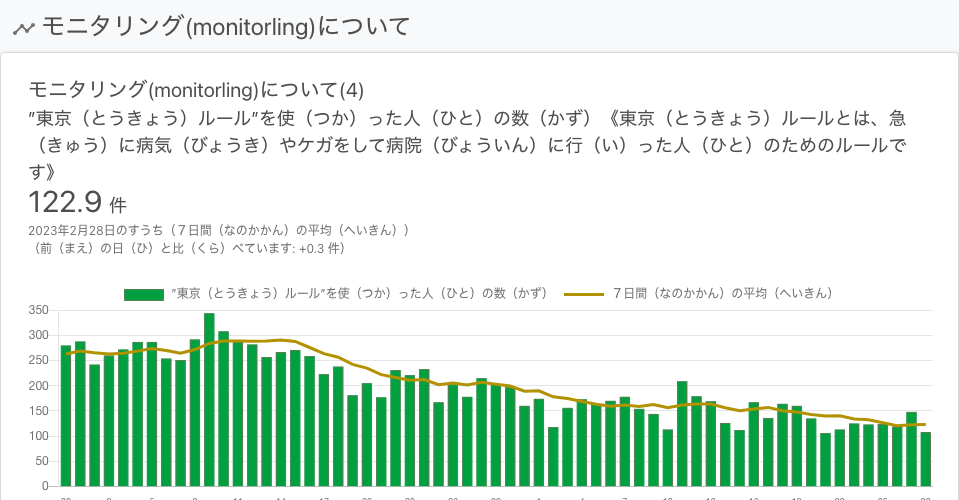 モニタリング(monitorling)について
モニタリング(monitorling)について(4)
”東京（とうきょう）ルール”を使（つか）った人（ひと）の数（かず）《東京（とうきょう）ルールとは、急
（きゅう）に病気（びょうき）やケガをして病院（びょういん）に行（い）った人（ひと）のためのルールで
す》
122.9 件
2023年2月28日のすうち（７日間（なのかかん）の平均（へいきん））
（前（まえ）の日（ひ）と比（くら）べています: +0.3 件）
”東京（とうきょう）ルール”を使（つか）った人（ひと）の数（かず） ７日間（なのかかん）の平均（へいきん）
350
300
250
200
150
100
50
0